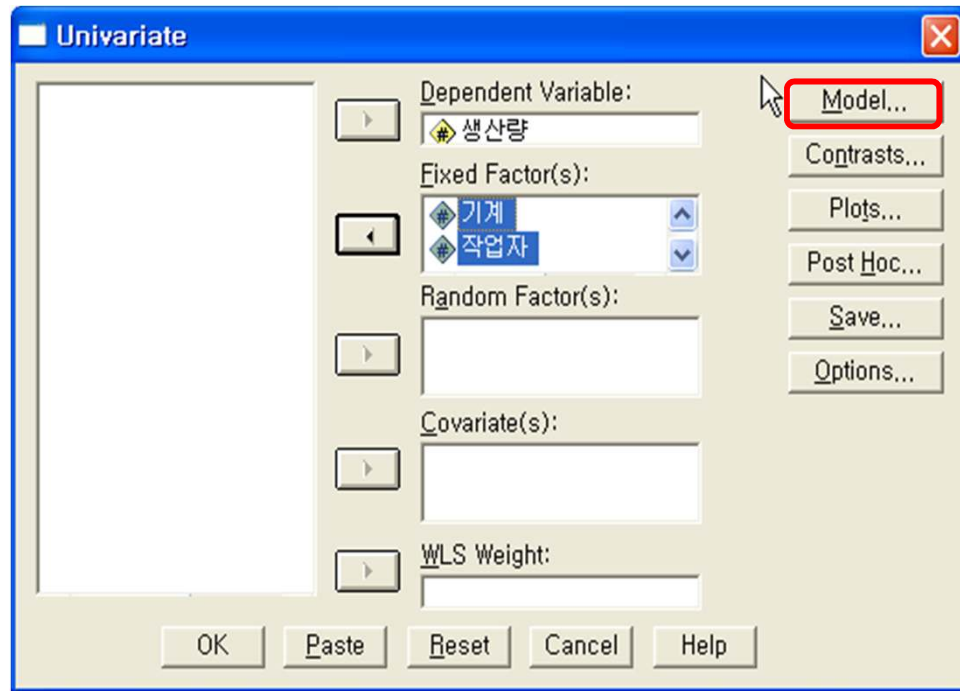 Univariate
Dependent Variable:
생산량
Fixed Factor(s):
기계
작업자
Random Factor(s):
Covariate(s):
WLS Weight:
Model...
Contrasts...
Plots...
Post Hoc...
Save...
Options...
OK Paste Reset Cancel Help